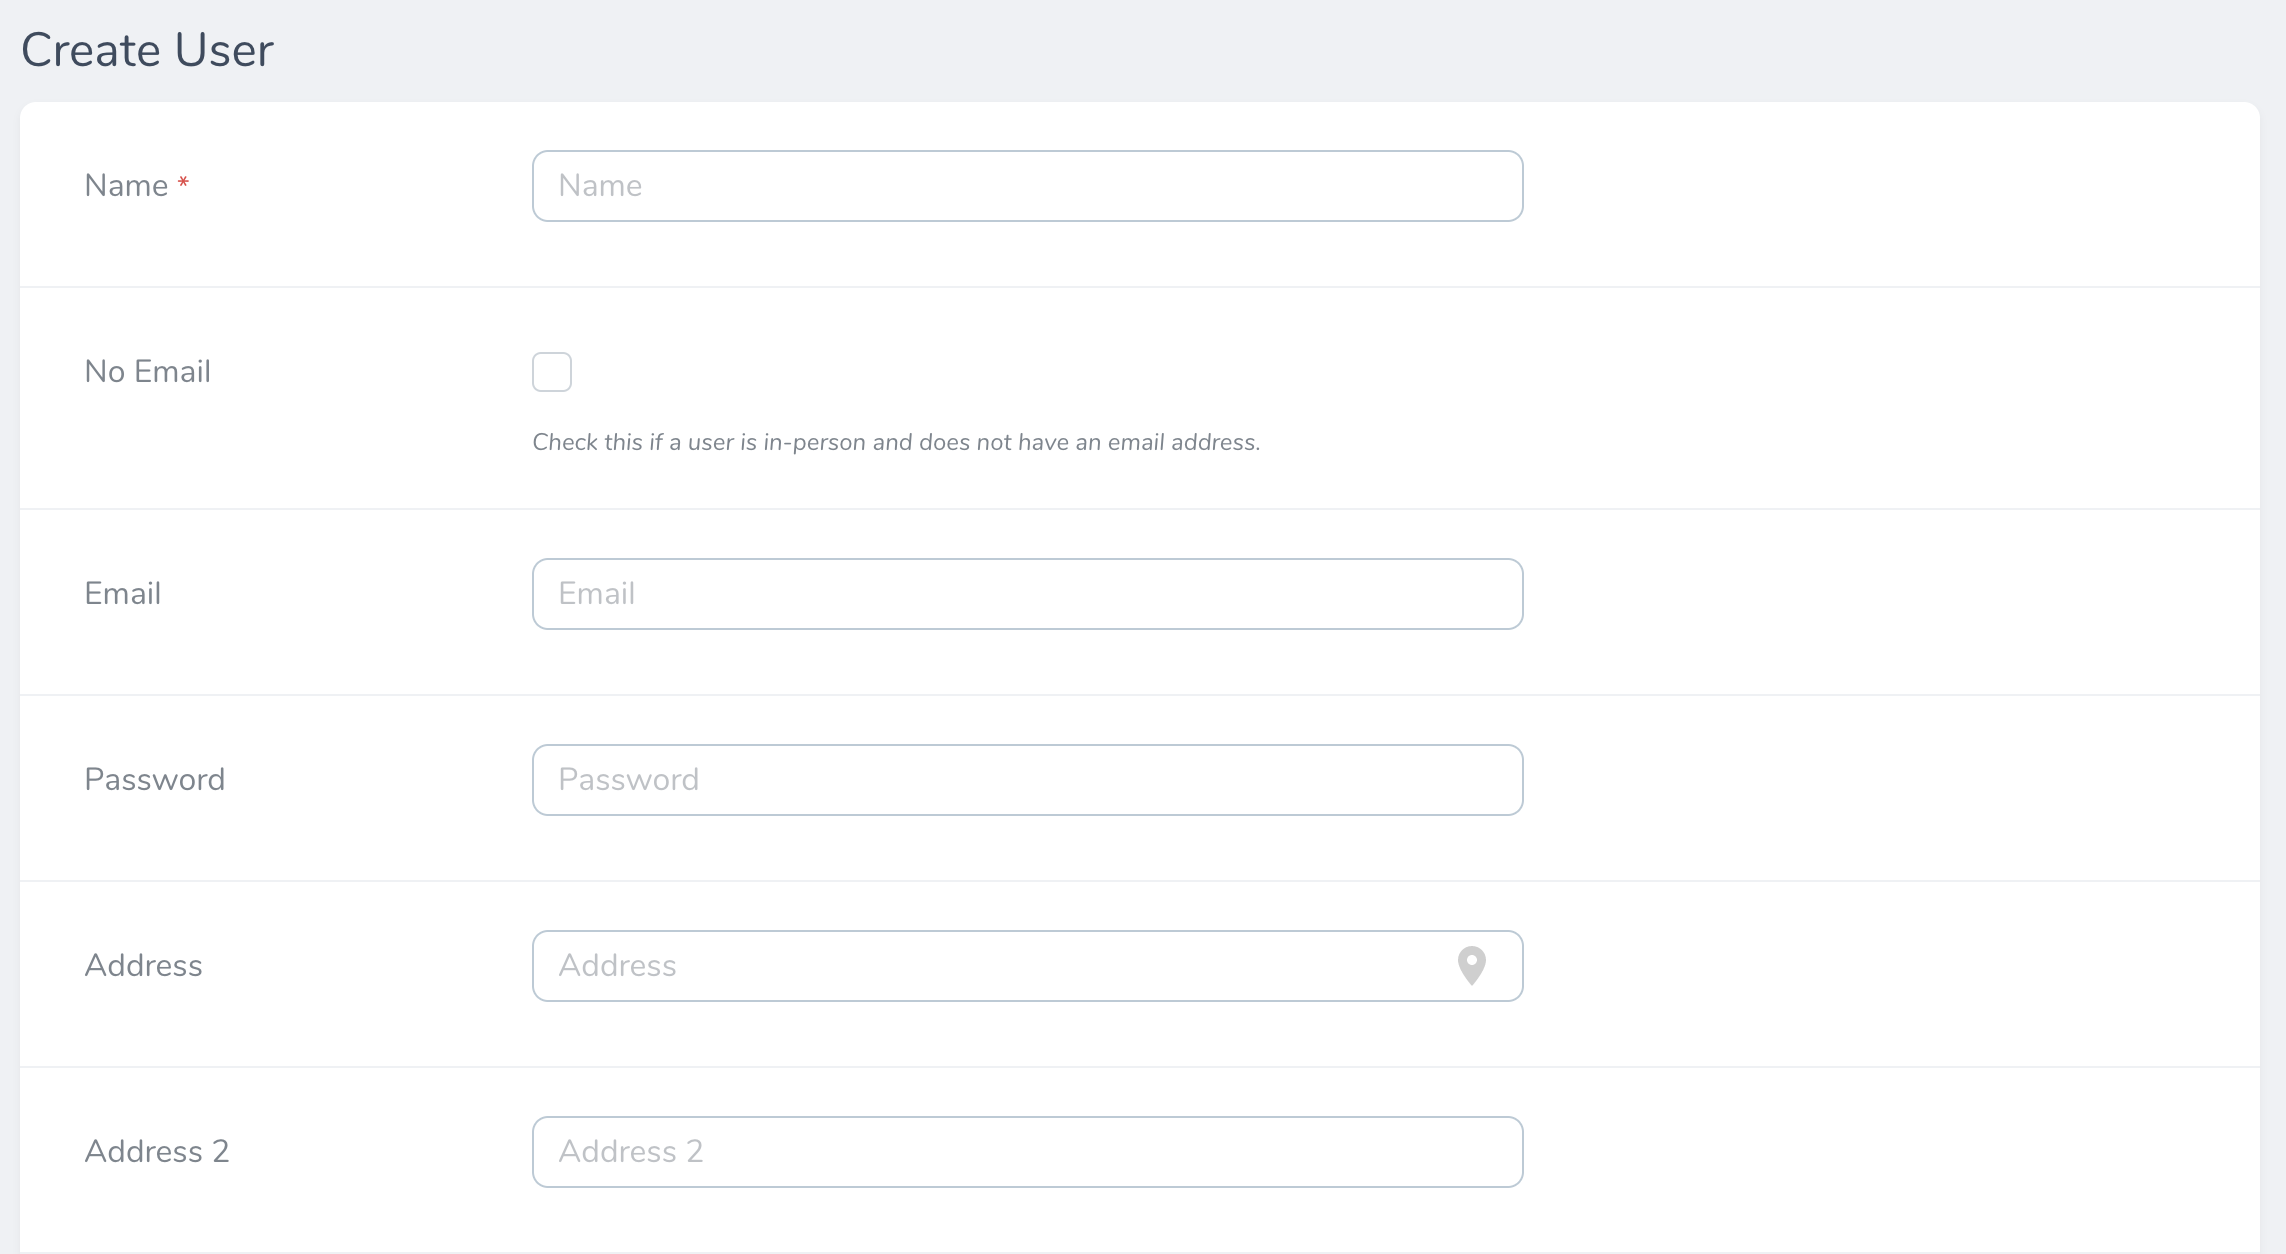 Create User
Name *
Name
No Email
Check this if a user is in-person and does not have an email address.
Email
Email
Password
Password
Address
Address
Address 2
Address 2